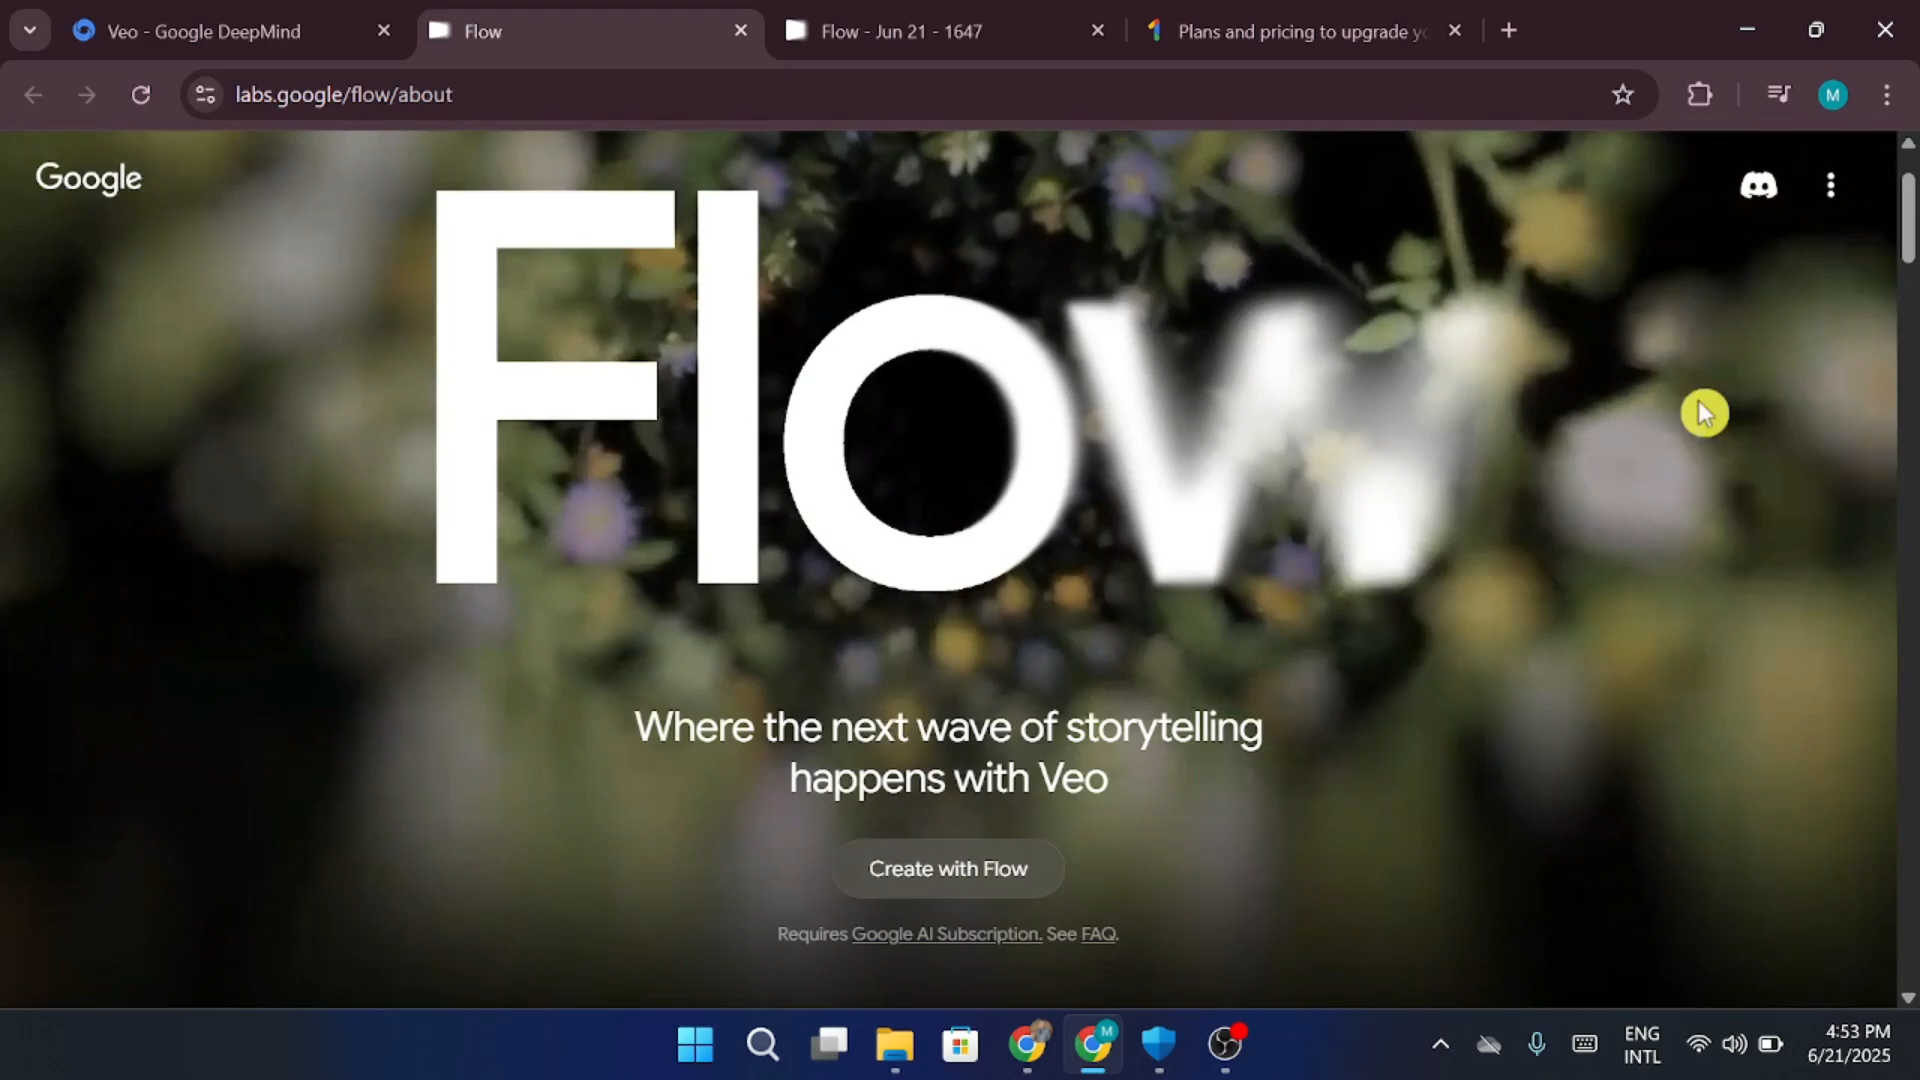 Veo - Google DeepMind
Flow
Flow - Jun 21 - 1647
Plans and pricing to upgrade
labs.google/flow/about
M
Google
Flow
Where the next wave of storytelling
happens with Veo
Create with Flow
Requires Google AI Subscription. See FAQ.
M
ENG
INTL
4:53 PM
6/21/2025